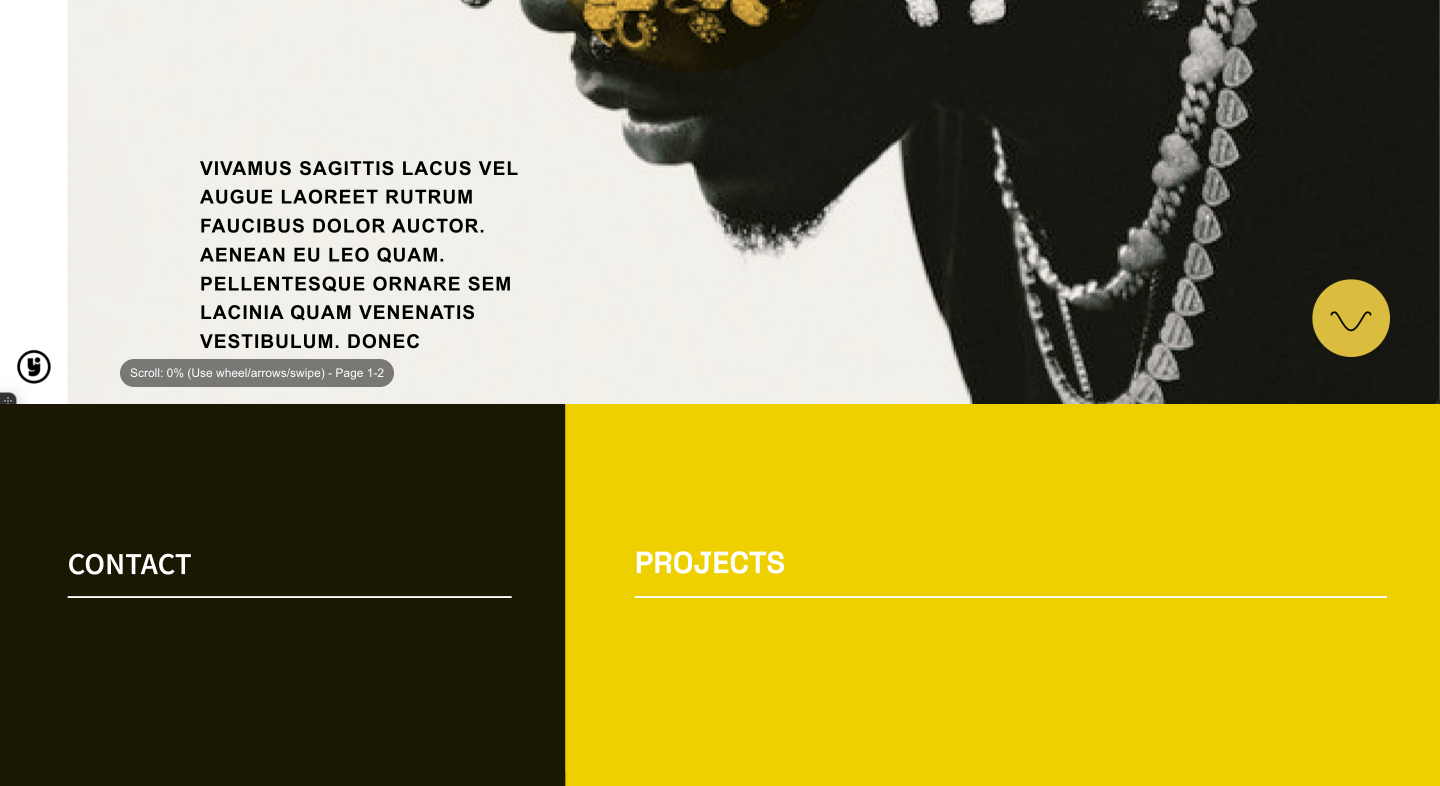 VIVAMUS SAGITTIS LACUS VEL
AUGUE LAOREET RUTRUM
FAUCIBUS DOLOR AUCTOR.
AENEAN EU LEO QUAM.
PELLENTESQUE ORNARE SEM
LACINIA QUAM VENENATIS
VESTIBULUM. DONEC
Scroll: 0% (Use wheel/arrows/swipe) - Page 1-2
CONTACT
PROJECTS